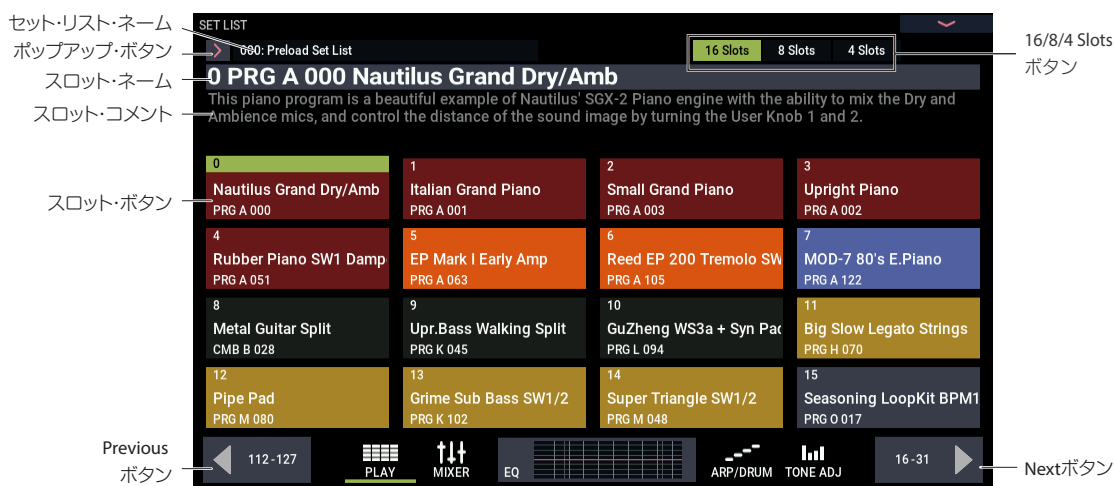 セット・リスト・ネーム
ポップアップ・ボタン
スロット・ネーム
スロット・コメント
スロット・ボタン
Previous
ボタン
SET LIST
000: Preload Set List
16 Slots
8 Slots
4 Slots
16/8/4 Slots
ボタン
0 PRG A 000 Nautilus Grand Dry/Amb
This piano program is a beautiful example of Nautilus' SGX-2 Piano engine with the ability to mix the Dry and
Ambience mics, and control the distance of the sound image by turning the User Knob 1 and 2.
0
Nautilus Grand Dry/Amb
PRG A 000
1
Italian Grand Piano
PRG A 001
2
Small Grand Piano
PRG A 003
3
Upright Piano
PRG A 002
4
Rubber Piano SW1 Damp
PRG A 051
5
EP Mark I Early Amp
PRG A 063
6
Reed EP 200 Tremolo SW
PRG A 105
7
MOD-7 80's E.Piano
PRG A 122
8
Metal Guitar Split
CMB B 028
9
Upr.Bass Walking Split
PRG K 045
10
GuZheng WS3a + Syn Pad
PRG L 094
11
Big Slow Legato Strings
PRG H 070
12
Pipe Pad
PRG M 080
13
Grime Sub Bass SW1/2
PRG K 102
14
Super Triangle SW1/2
PRG M 048
15
Seasoning LoopKit BPM1
PRG O 017
112-127
PLAY
MIXER
EQ
ARP/DRUM
TONE ADJ
16-31
Nextボタン